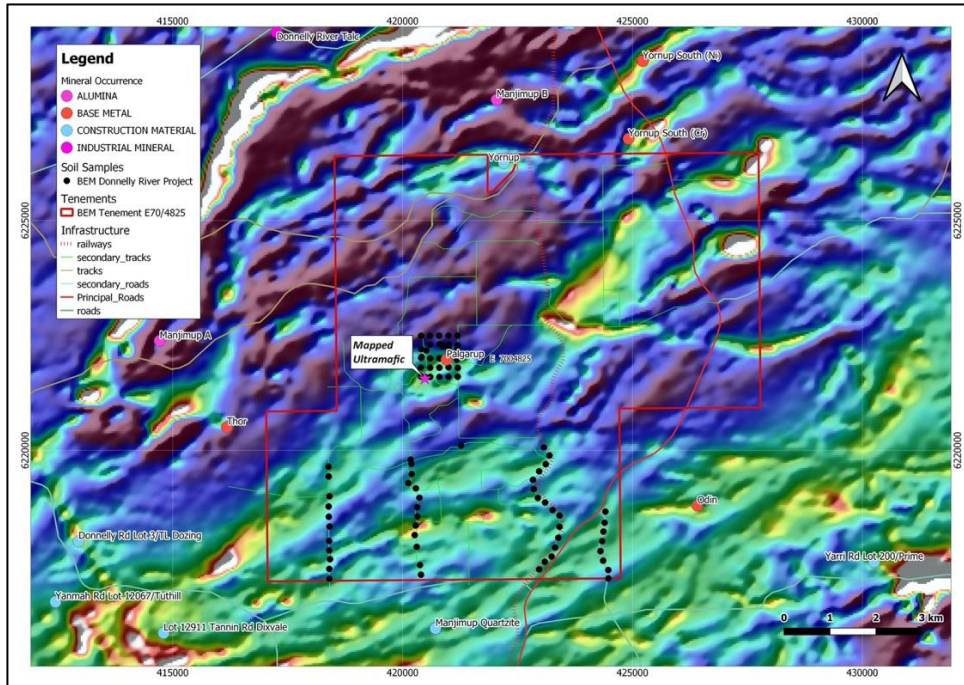 415000 420000 425000 430000
Donnelly River Talc
Legend
Mineral Occurrence
ALUMINA
BASE METAL
CONSTRUCTION MATERIAL
INDUSTRIAL MINERAL
Soil Samples
BEM Donnelly River Project
Tenements
BEM Tenement E70/4825
Infrastructure
railways
secondary_tracks
tracks
secondary_roads
Principal_Roads
roads
Yornup South (Ni)
Manjimup B
Yornup South (Cr)
Yornup
6225000
6225000
Manjimup A
Mapped
Ultramafic
Palgarup
E 7004825
Thor
6220000
6220000
Odin
Donnelly Rd Lot 3/TL Dozing
Yarri Rd Lot 200/Prime
Yanmah Rd Lot 12067/Tuthill
Lot 12911 Tannin Rd Dixvale
Manjimup Quartzite
0 1 2 3 km
415000 420000 425000 430000